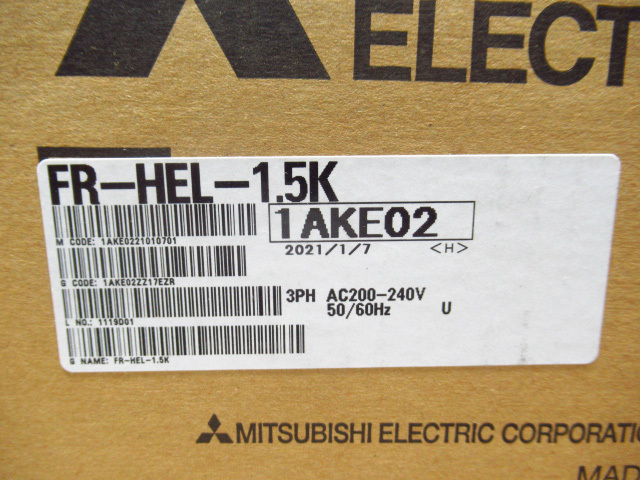 ELECT
FR-HEL-1.5K
1AKE02
M CODE: 1AKE0221010701
2021/1/7 <H>
G CODE: 1AKE02ZZ17EZR
3PH AC200-240V
50/60Hz U
L NO.: 1119D01
G NAME: FR-HEL-1.5K
MITSUBISHI ELECTRIC CORPORATIO
MAD